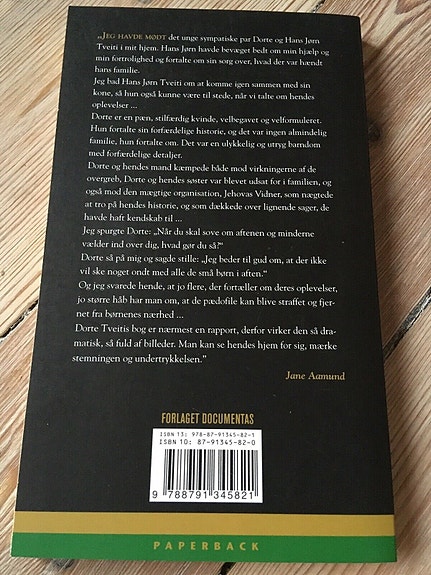 „Jeg havde mødt det unge sympatiske par Dorte og Hans Jørn
Tveiti i mit hjem. Hans Jørn havde bevæget bedt om min hjælp og
min fortrolighed og fortalte om sin sorg over, hvad der var hændt
hans familie.
Jeg bad Hans Jørn Tveiti om at komme igen sammen med sin
kone, så hun også kunne være til stede, når vi talte om hendes
oplevelser ...
Dorte er en pæn, stilfærdig kvinde, velbegavet og velformuleret.
Hun fortalte sin forfærdelige historie, og det var ingen almindelig
familie, hun fortalte om. Det var en ulykkelig og utryg barndom
med forfærdelige detaljer.
Dorte og hendes mand kæmpede både mod virkningerne af de
overgreb, Dorte og hendes søster var blevet udsat for i familien, og
også mod den mægtige organisation, Jehovas Vidner, som nægtede
at tro på hendes historie, og som dækkede over lignende sager, de
havde haft kendskab til ...
Jeg spurgte Dorte: „Når du skal sove om aftenen og minderne
vælder ind over dig, hvad gør du så?”
Dorte så på mig og sagde stille: „Jeg beder til gud om, at der ikke
vil ske noget ondt med alle de små børn i aften.”
Og jeg svarede hende, at jo flere, der fortæller om deres oplevelser,
jo større håb har man om, at de pædofile kan blive straffet og fjer-
net fra børnenes nærhed ...
Dorte Tveitis bog er nærmest en rapport, derfor virker den så dra-
matisk, så fuld af billeder. Man kan se hendes hjem for sig, mærke
stemningen og undertrykkelsen.”
Jane Aamund
FORLAGET DOCUMENTAS
ISBN 13: 978-87-91345-82-1
ISBN 10: 87-91345-82-0
9 788791 345821
PAPERBACK